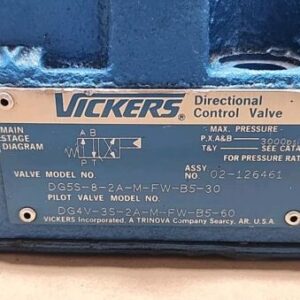 VICKERS® Directional Control Valve
MAIN STAGE DIAGRAM
A B
P T
MAX. PRESSURE
P.X.A&B 3000psi
T&Y SEE CATA
FOR PRESSURE RAT
VALVE MODEL NO. ASSY NO 02-126461
DG5S-8-2A-M-FW-B5-30
PILOT VALVE MODEL NO.
DG4V-3S-2A-M-FW-B5-60
VICKERS Incorporated. A TRINOVA Company Searcy, AR. U.S.A.